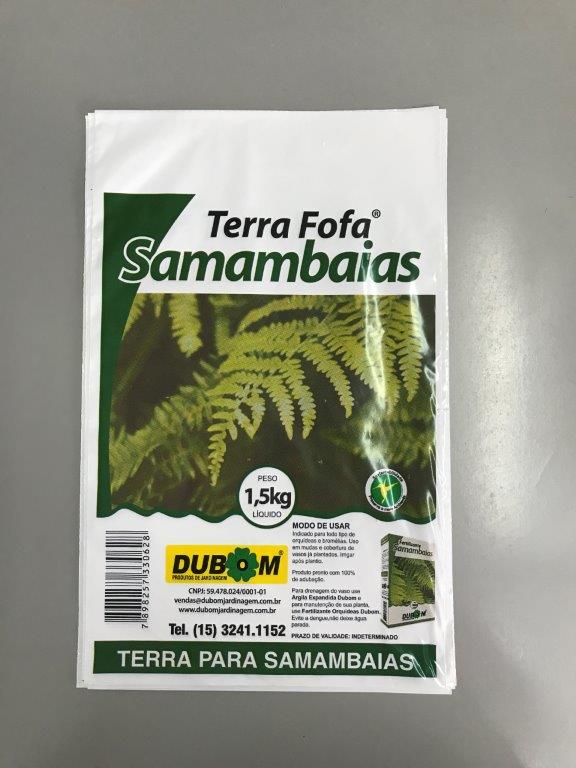 Terra Fofa®
Samambaias
PESO
1,5kg
LÍQUIDO
MODO DE USAR
Indicado para todo tipo de
orquídeas e bromélias. Uso
em mudas e cobertura de
vasos já plantados. Irrigar
após plantio.
Produto pronto com 100%
de adubação.
Para drenagem do vaso use
Argila Expandida Dubom e
para manutenção de sua planta,
use Fertilizante Orquídeas Dubom.
Evite a dengue,não deixe água
parada.
PRAZO DE VALIDADE: INDETERMINADO
Fertilizante
Samambaias
DUBOM
7898257330628
DUBOM®
PRODUTOS DE JARDINAGEM
CNPJ: 59.478.024/0001-01
vendas@dubomjardinagem.com.br
www.dubomjardinagem.com.br
Tel. (15) 3241.1152
TERRA PARA SAMAMBAIAS